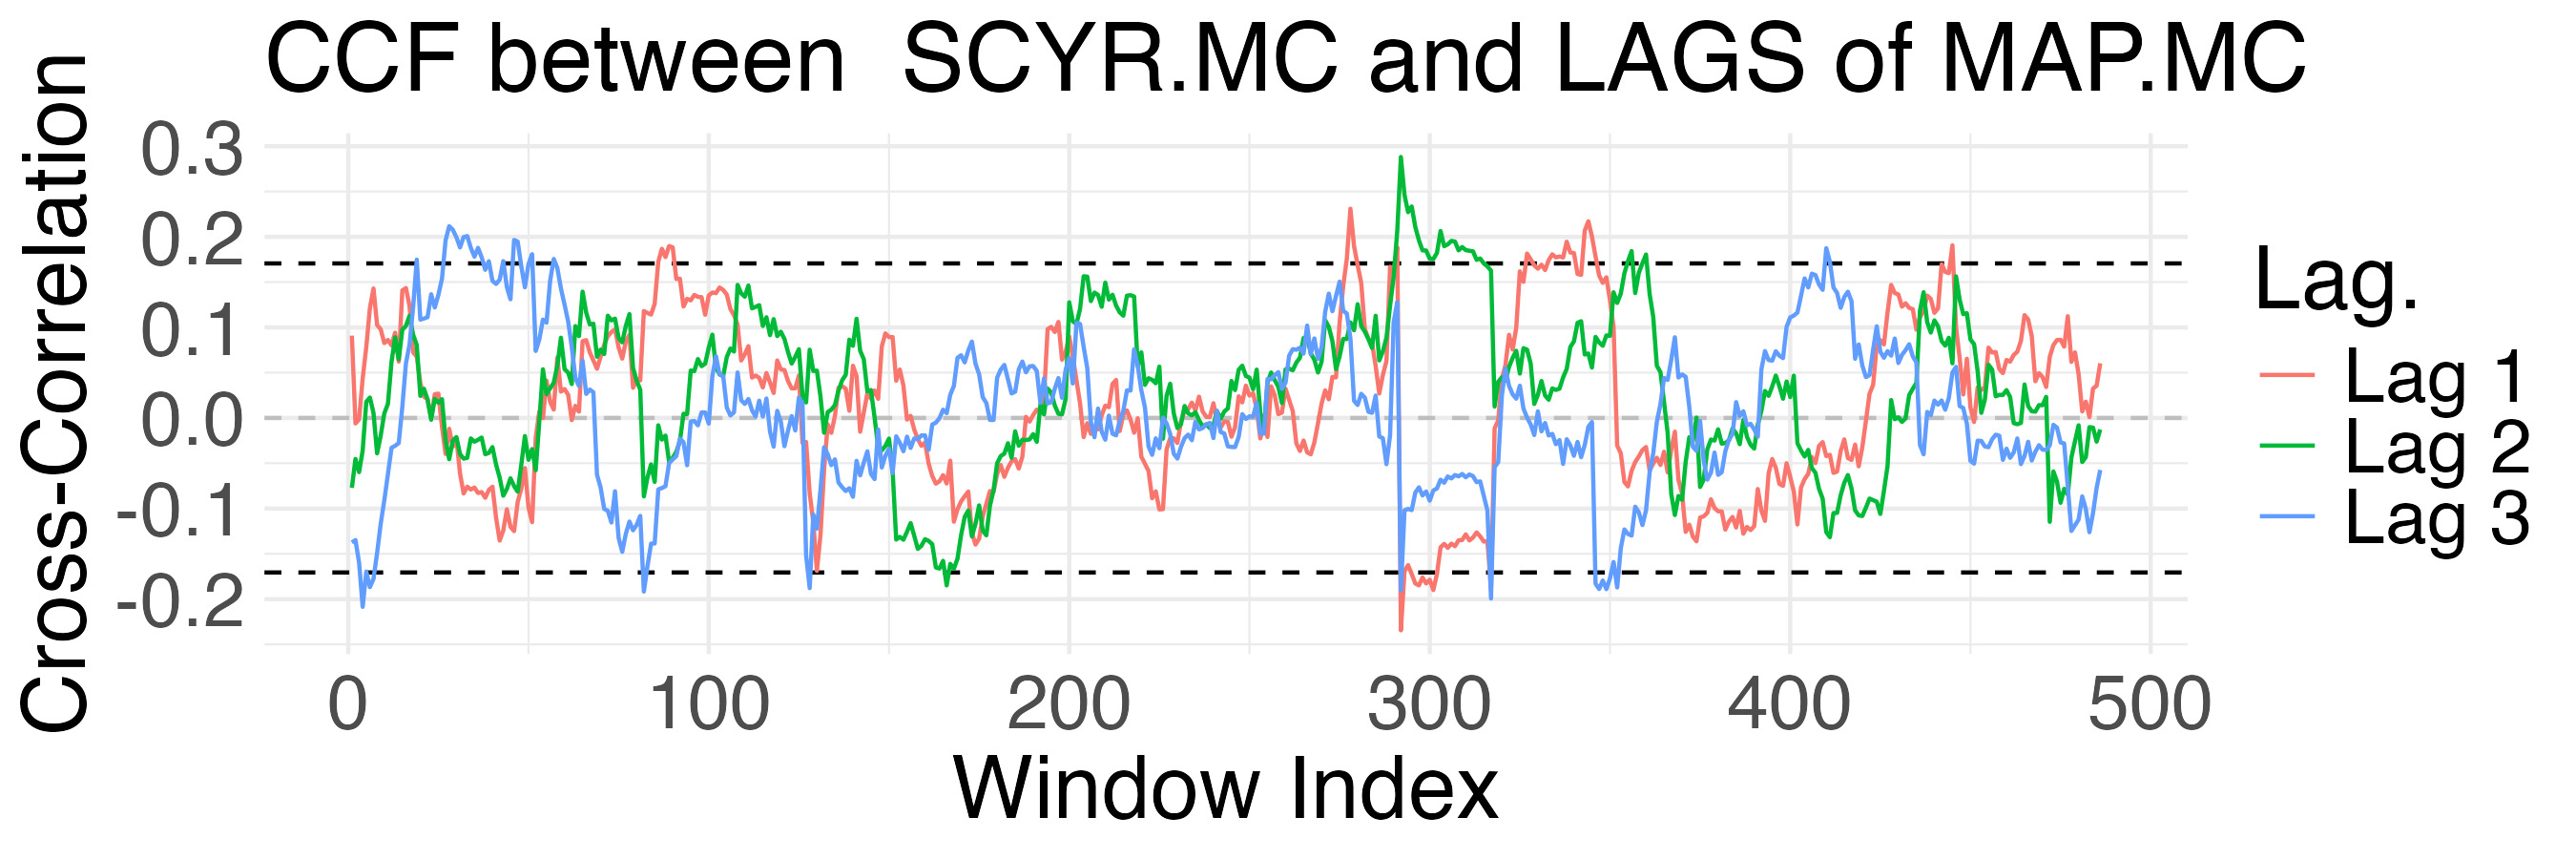 CCF between  SCYR.MC and LAGS of MAP.MC
Cross-Correlation
0.3
0.2
0.1
0.0
-0.1
-0.2
0 100 200 300 400 500
Window Index
Lag.
Lag 1
Lag 2
Lag 3